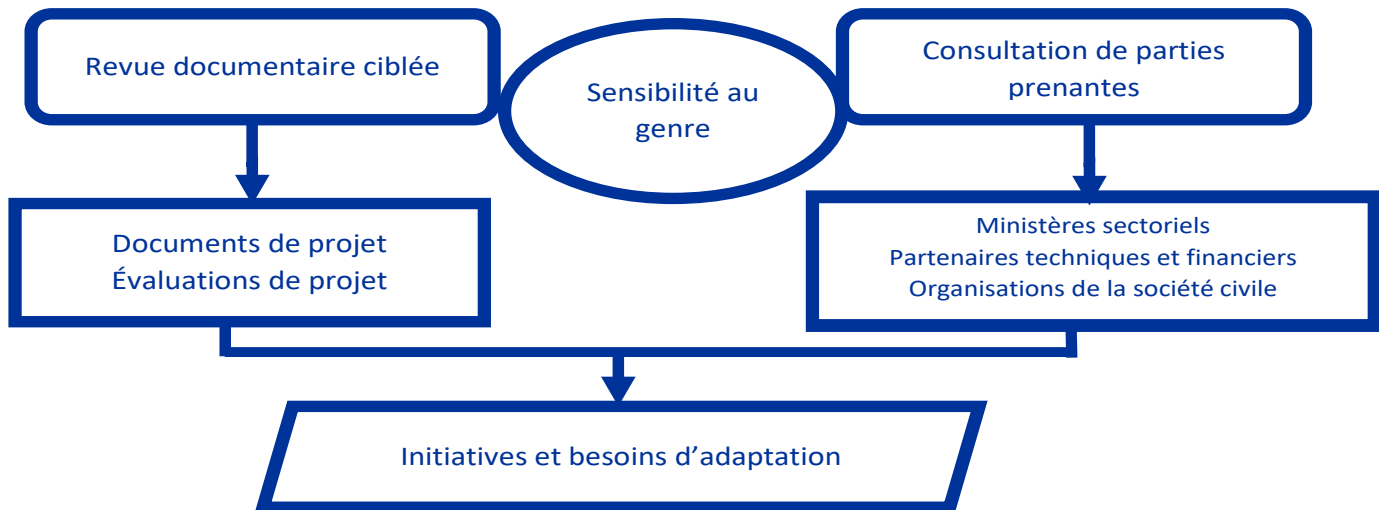 Revue documentaire ciblée
Sensibilité au
genre
Consultation de parties
prenantes
Documents de projet
Évaluations de projet
Ministères sectoriels
Partenaires techniques et financiers
Organisations de la société civile
Initiatives et besoins d’adaptation